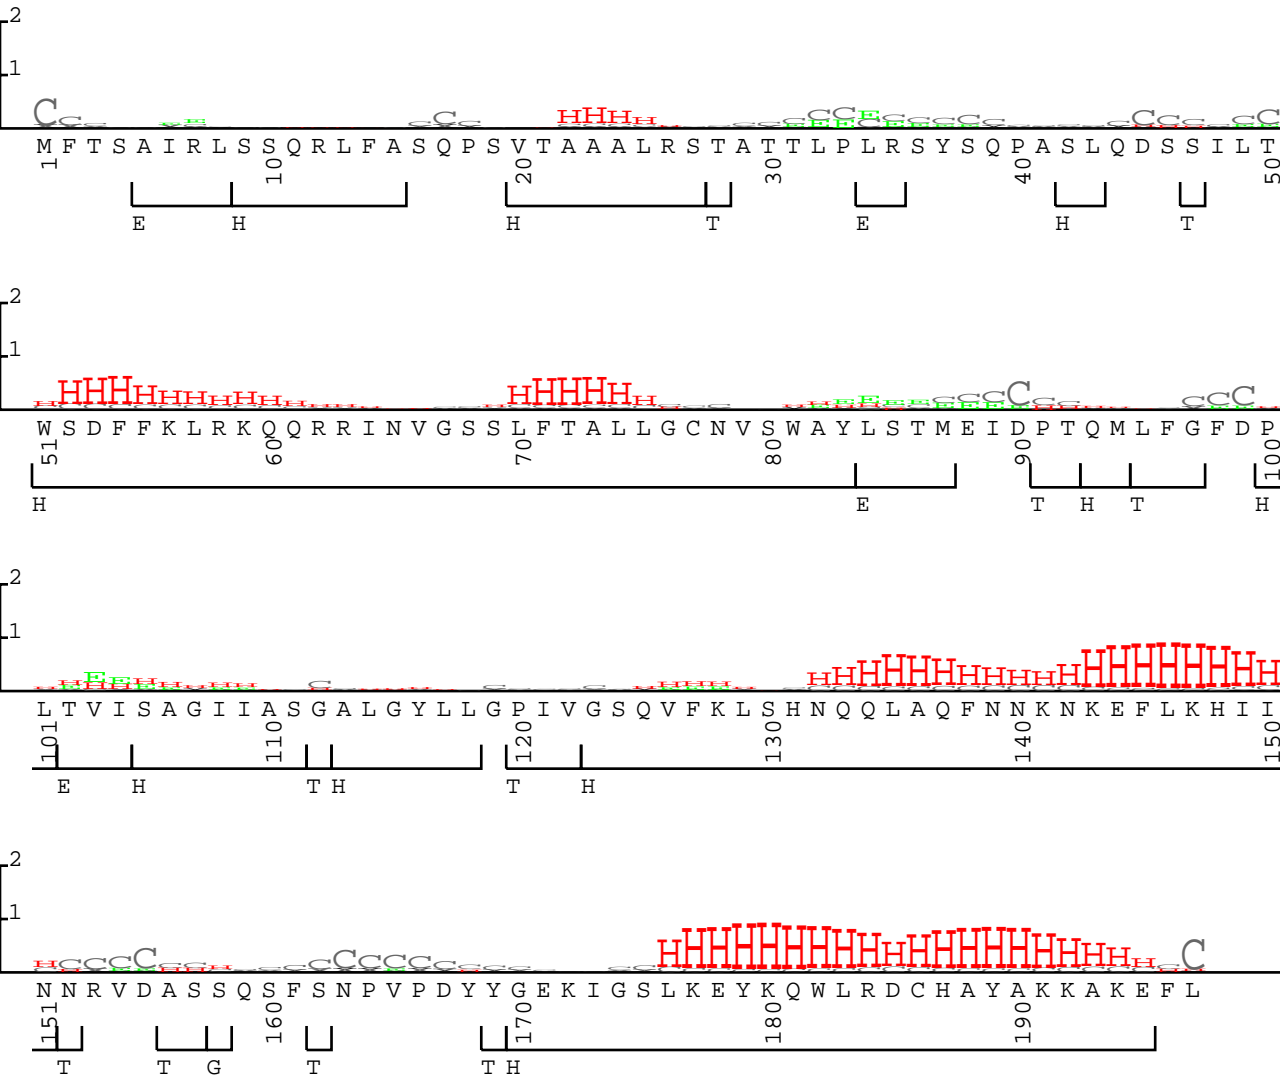 2
1
C
H H H
M F T S A I R L S S Q R L F A S Q P S V T A A A L R S T A T T L P L R S Y S Q P A S L Q D S S I L T
1 10 20 30 40 50
E H H T E H T
2
1
H H H H H H H H H H H H H H H C C C C
W S D F F K L R K Q Q R R I N V G S S L F T A L L G C N V S W A Y L S T M E I D P T Q M L F G F D P
51 60 70 80 90 100
H E T H T H
2
1
H H H H H H H H H H H H H H H H H H H
L T V I S A G I I A S G A L G Y L L G P I V G S Q V F K L S H N Q Q L A Q F N N K N K E F L K H I I
101 110 120 130 140 150
E H T H T H
2
1
C C C C C C C C C H H H H H H H H H H H H H H H H H H H C
N N R V D A S S Q S F S N P V P D Y Y G E K I G S L K E Y K Q W L R D C H A Y A K K A K E F L
151 160 170 180 190
T T G T T H